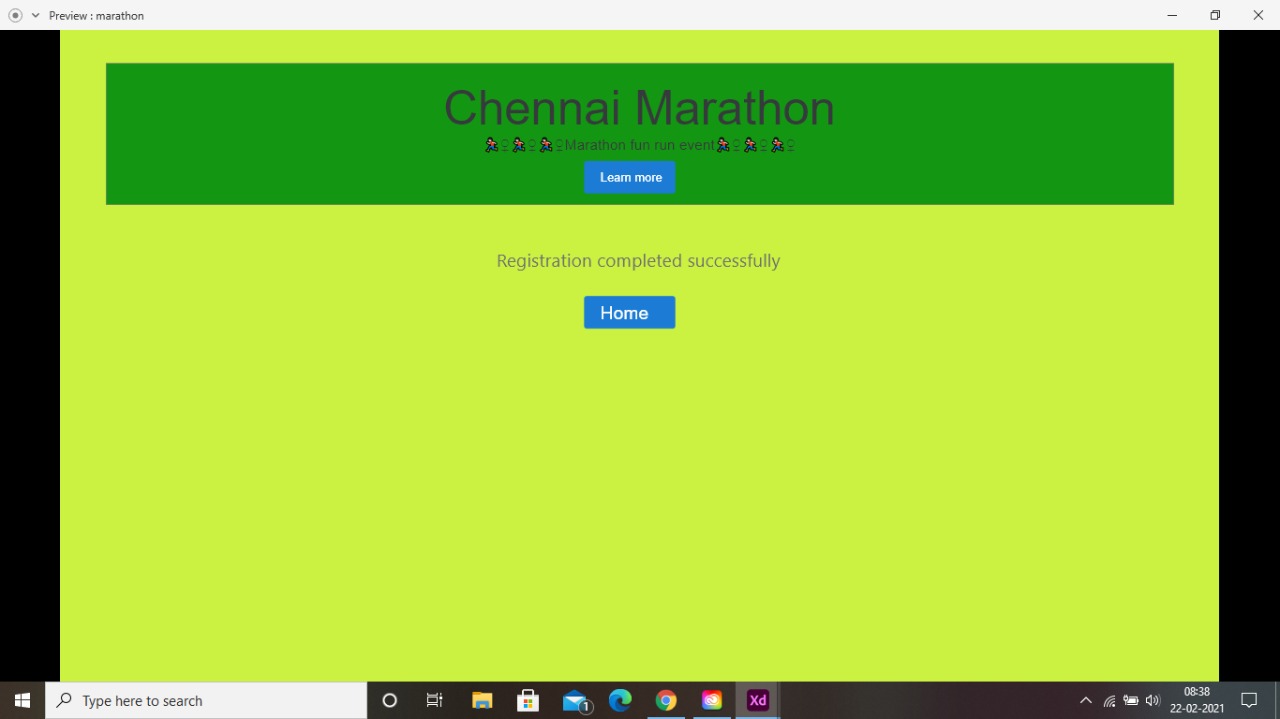 Preview : marathon
Chennai Marathon
🏃♀🏃♀🏃♀Marathon fun run event🏃♀🏃♀🏃♀
Learn more
Registration completed successfully
Home
Type here to search
1
Xd
08:38
22-02-2021